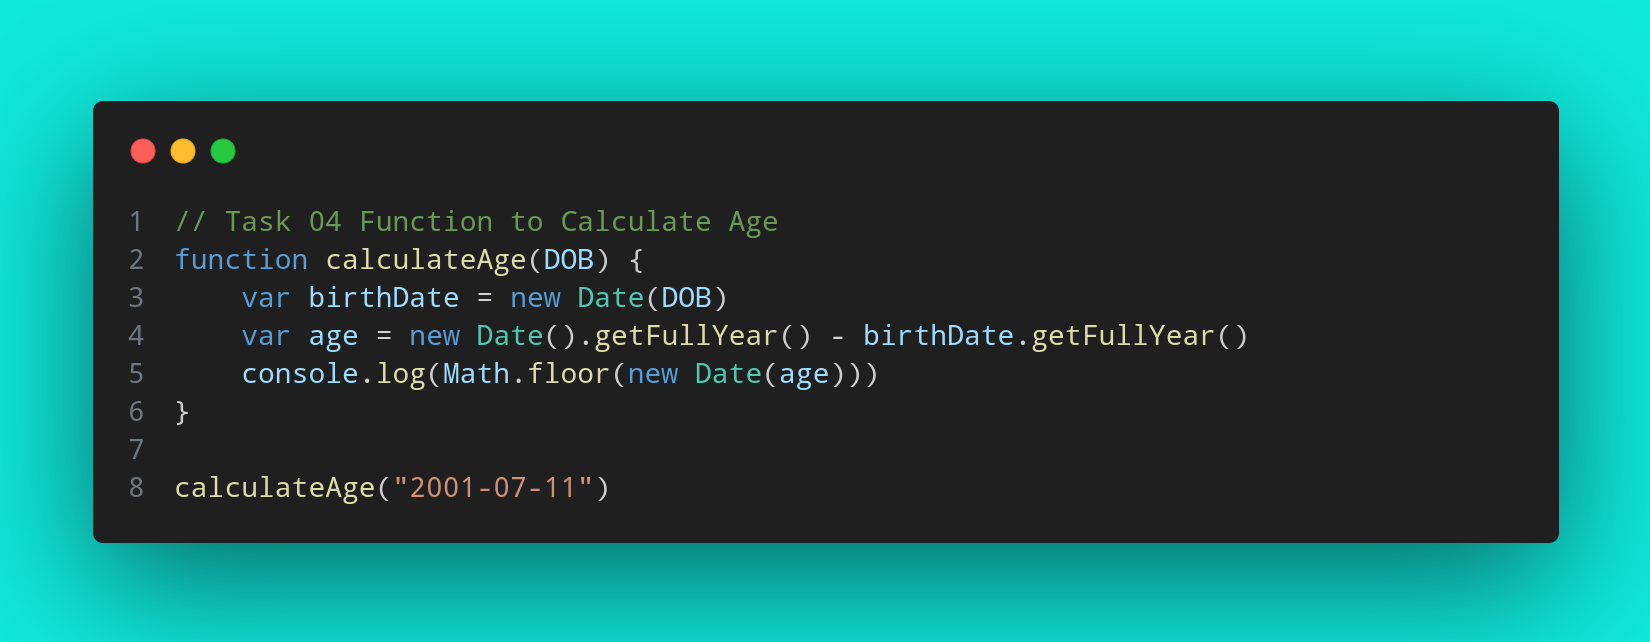 1 // Task 04 Function to Calculate Age
2 function calculateAge(DOB) {
3     var birthDate = new Date(DOB)
4     var age = new Date().getFullYear() - birthDate.getFullYear()
5     console.log(Math.floor(new Date(age)))
6 }
7
8 calculateAge("2001-07-11")